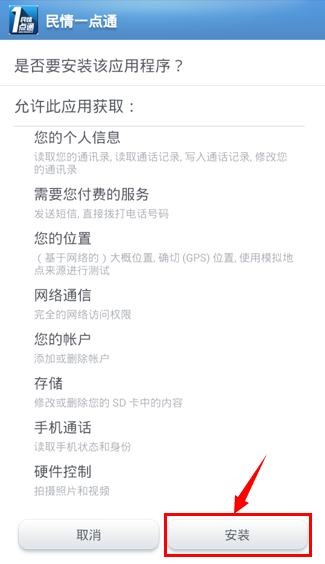 1 民情
点通
民情一点通
是否要安装该应用程序？
允许此应用获取：
您的个人信息
读取您的通讯录, 读取通话记录, 写入通话记录, 修改您
的通讯录
需要您付费的服务
发送短信, 直接拨打电话号码
您的位置
（基于网络的）大概位置, 确切 (GPS) 位置, 使用模拟地
点来源进行测试
网络通信
完全的网络访问权限
您的帐户
添加或删除帐户
存储
修改或删除您的 SD 卡中的内容
手机通话
读取手机状态和身份
硬件控制
拍摄照片和视频
取消
安装